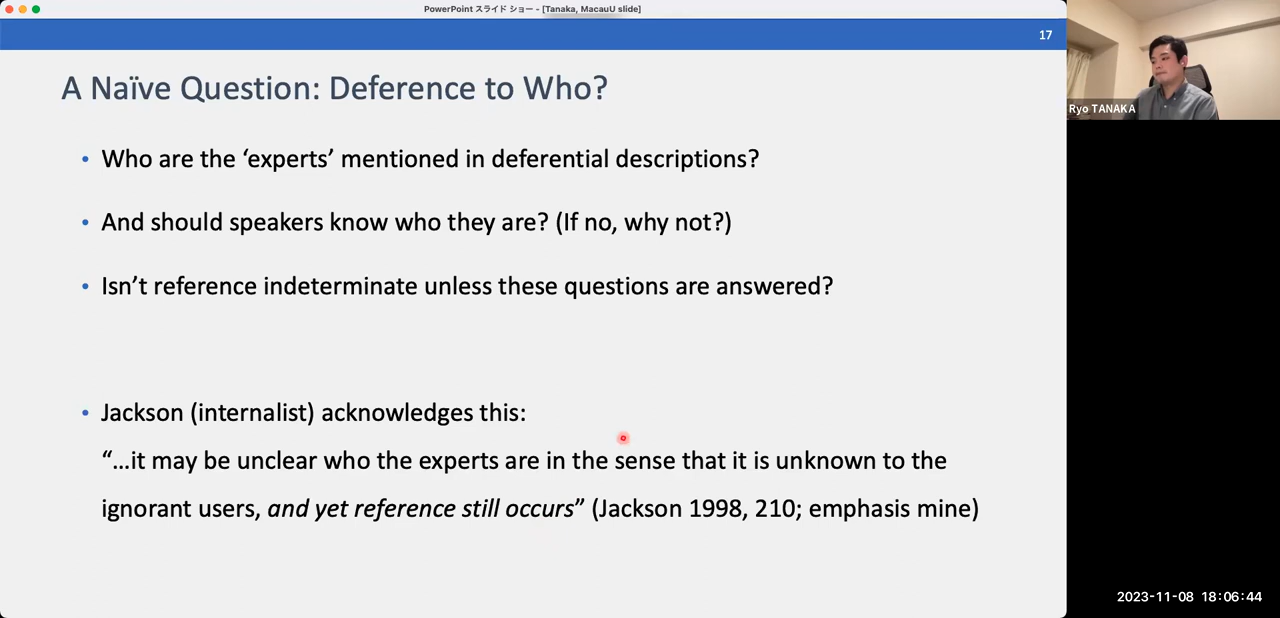 PowerPoint スライド ショー - [Tanaka, MacauU slide]
17
A Naïve Question: Deference to Who?
• Who are the ‘experts’ mentioned in deferential descriptions?
• And should speakers know who they are? (If no, why not?)
• Isn’t reference indeterminate unless these questions are answered?
• Jackson (internalist) acknowledges this:
“…it may be unclear who the experts are in the sense that it is unknown to the
ignorant users, and yet reference still occurs” (Jackson 1998, 210; emphasis mine)
Ryo TANAKA
2023-11-08 18:06:44